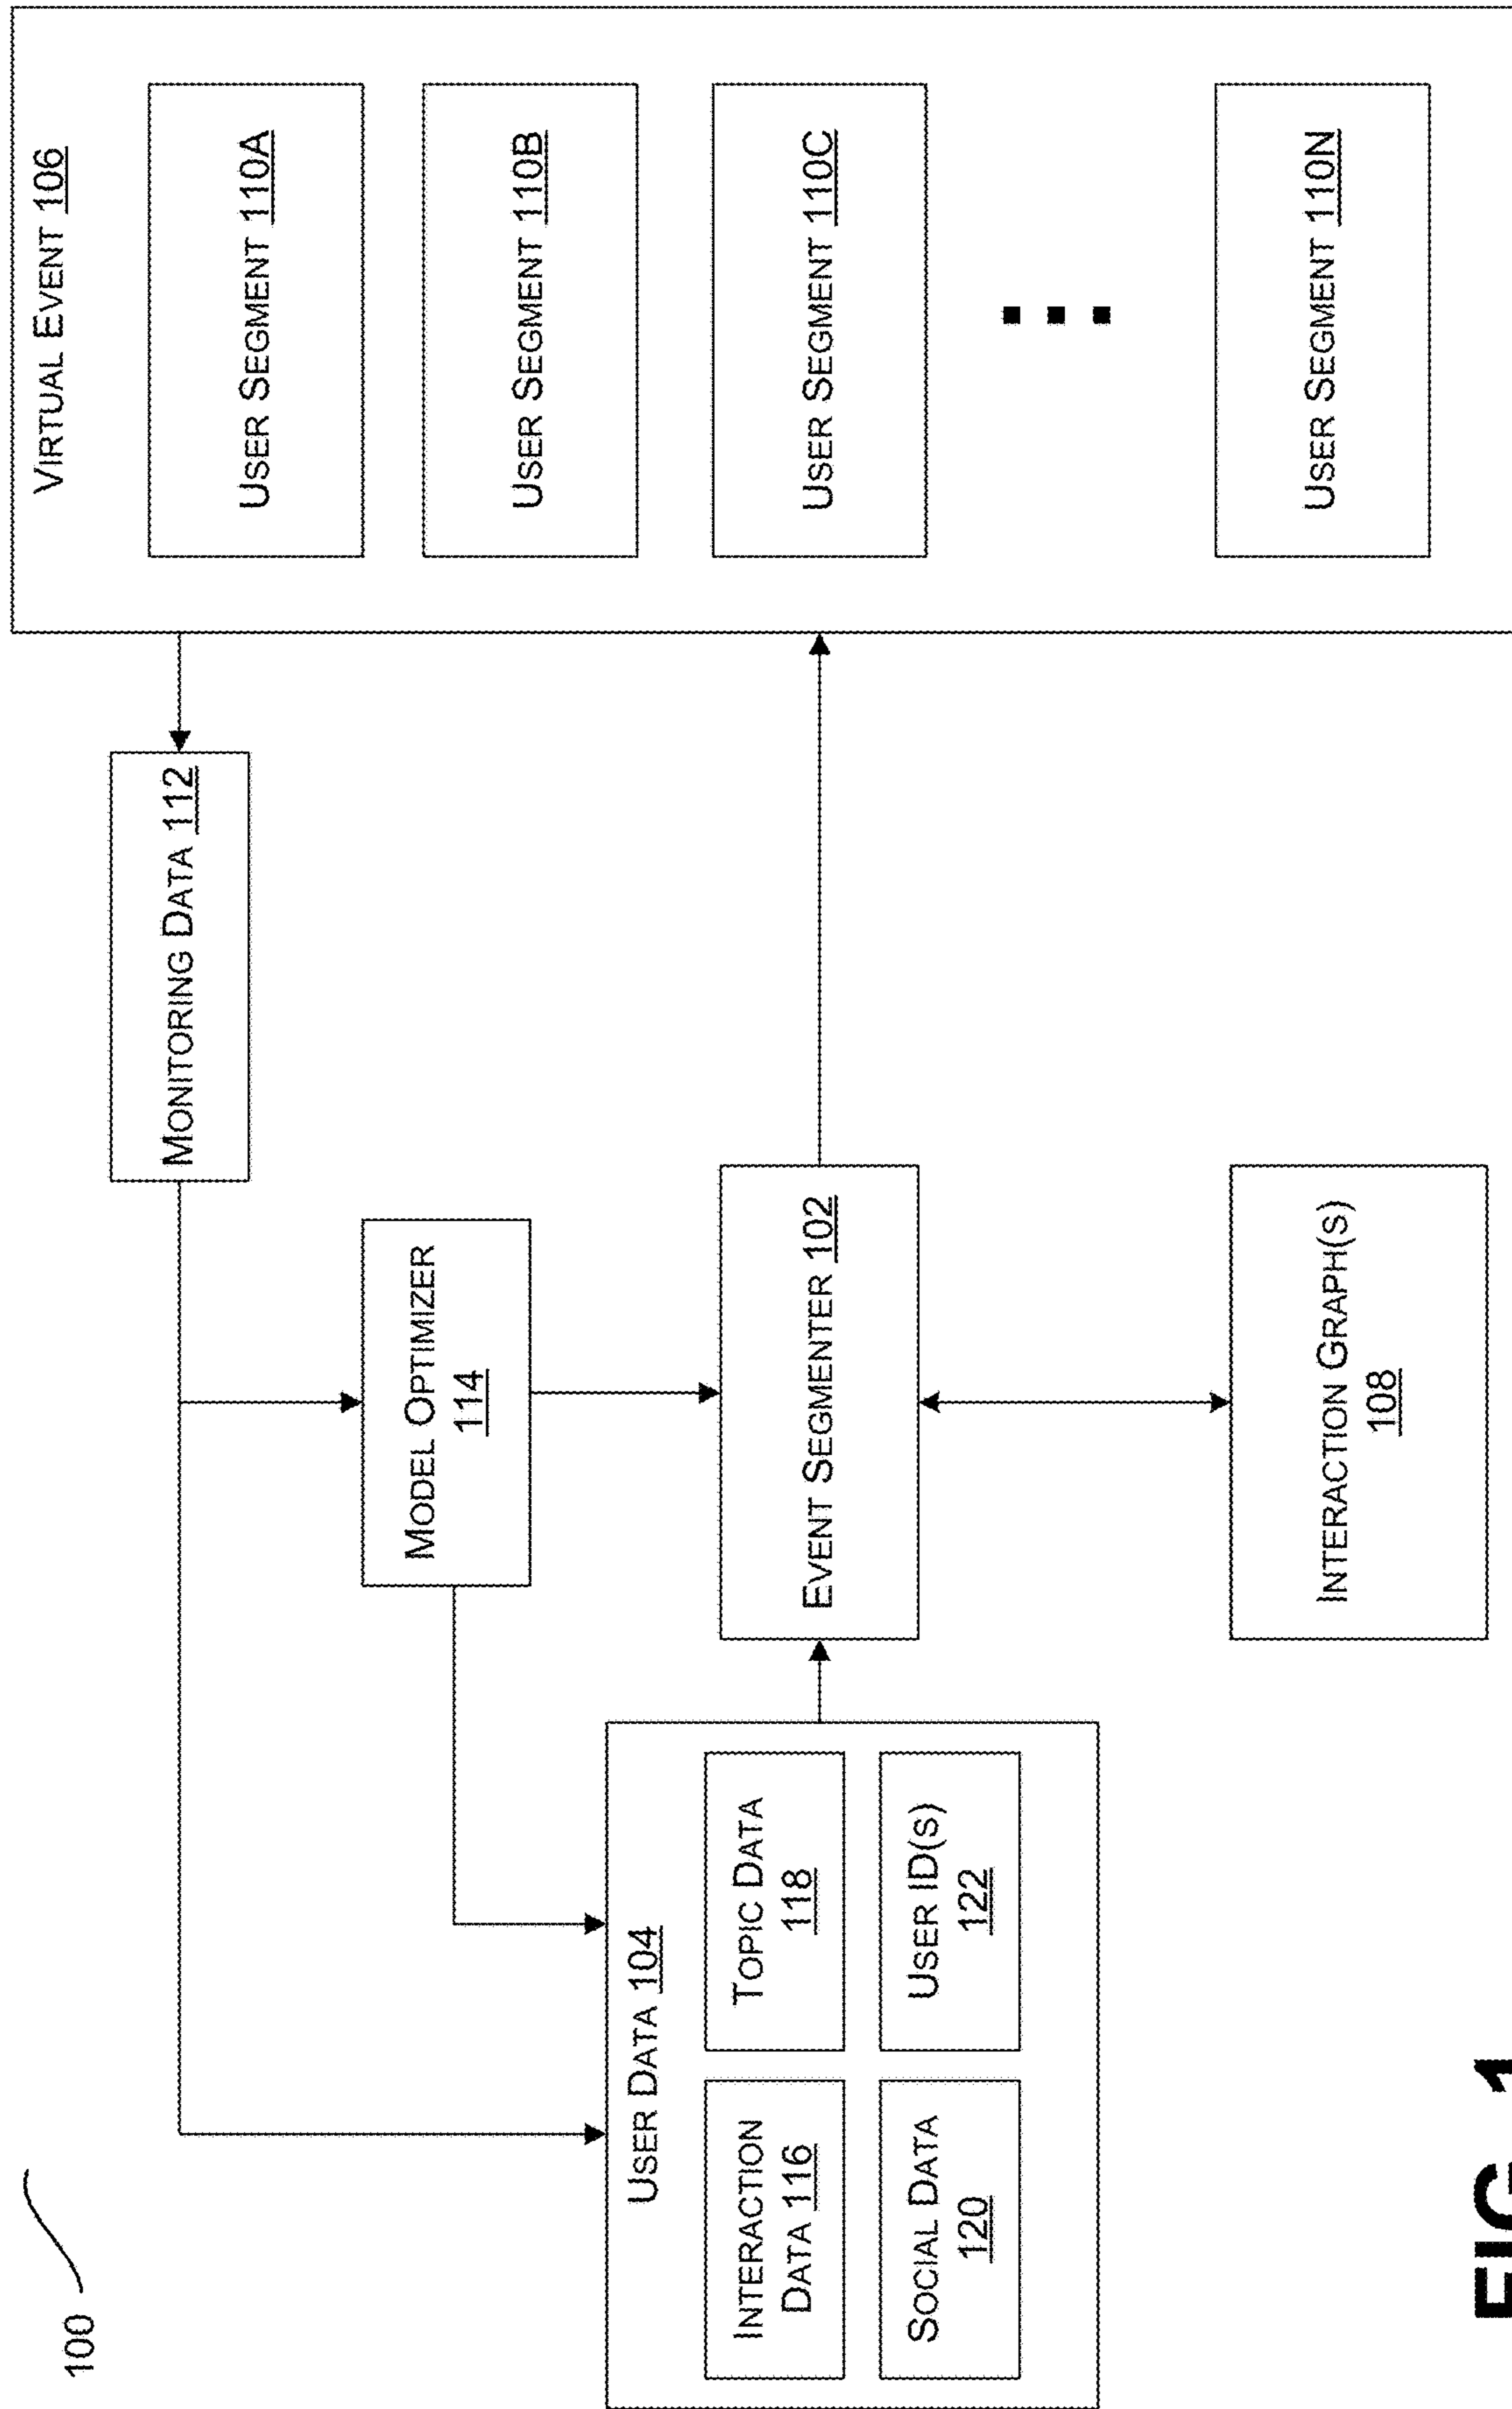 100
VIRTUAL EVENT 106
MONITORING DATA 112
USER SEGMENT 110A
MODEL OPTIMIZER
114
USER SEGMENT 110B
USER DATA 104
INTERACTION
DATA 116
TOPIC DATA
118
EVENT SEGMENTER 102
USER SEGMENT 110C
SOCIAL DATA
120
USER ID(S)
122
INTERACTION GRAPH(S)
108
USER SEGMENT 110N
FIG. 1